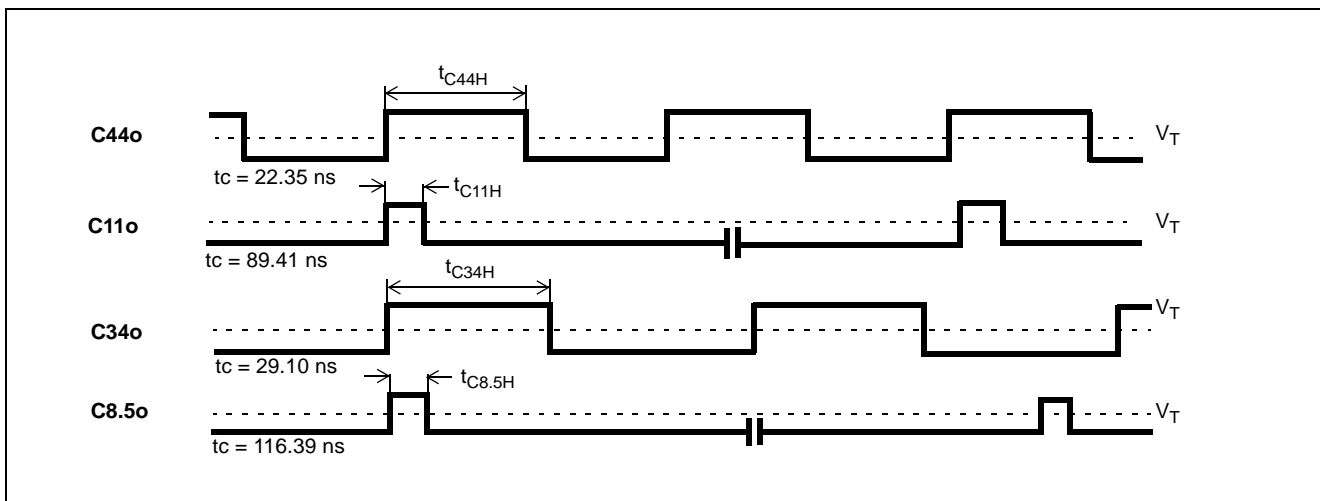 tC44H
C44o
VT
tc = 22.35 ns
tC11H
C11o
VT
tc = 89.41 ns
tC34H
C34o
VT
tc = 29.10 ns
tC8.5H
C8.5o
VT
tc = 116.39 ns